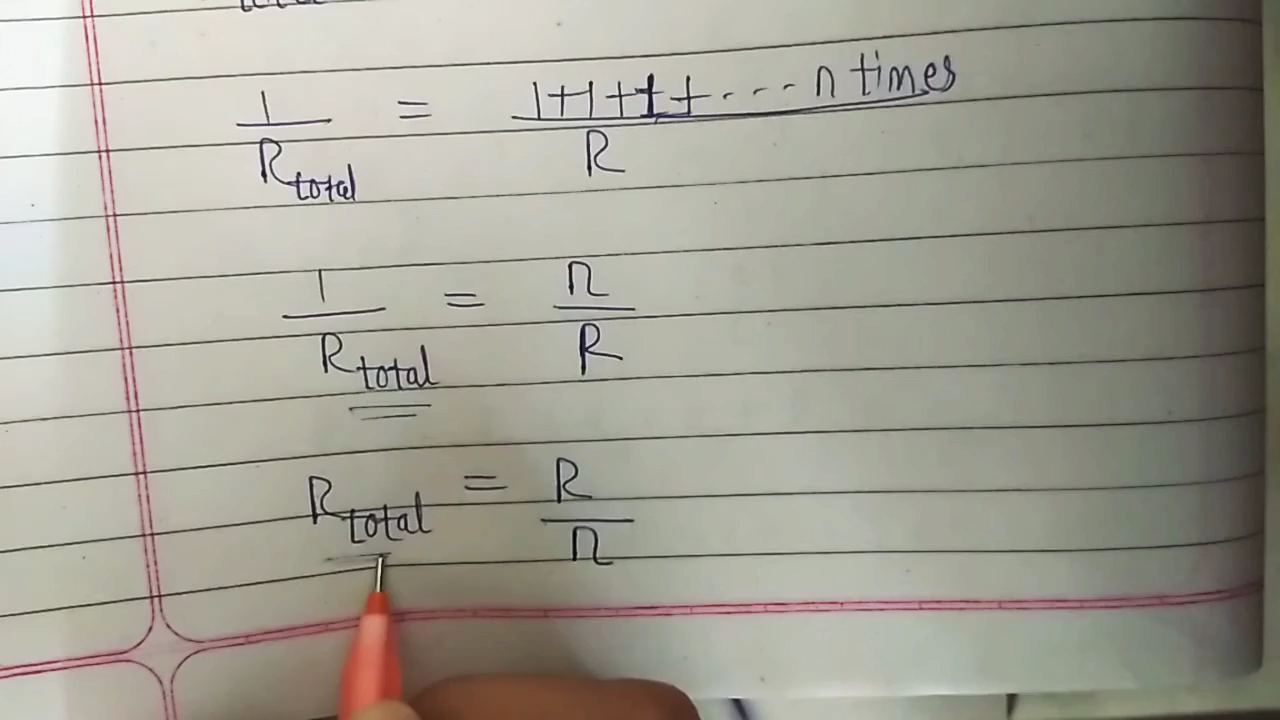 1/R_total = 1+1+1+ . . . . n times/R
1/R_total = n/R
R_total = R/n